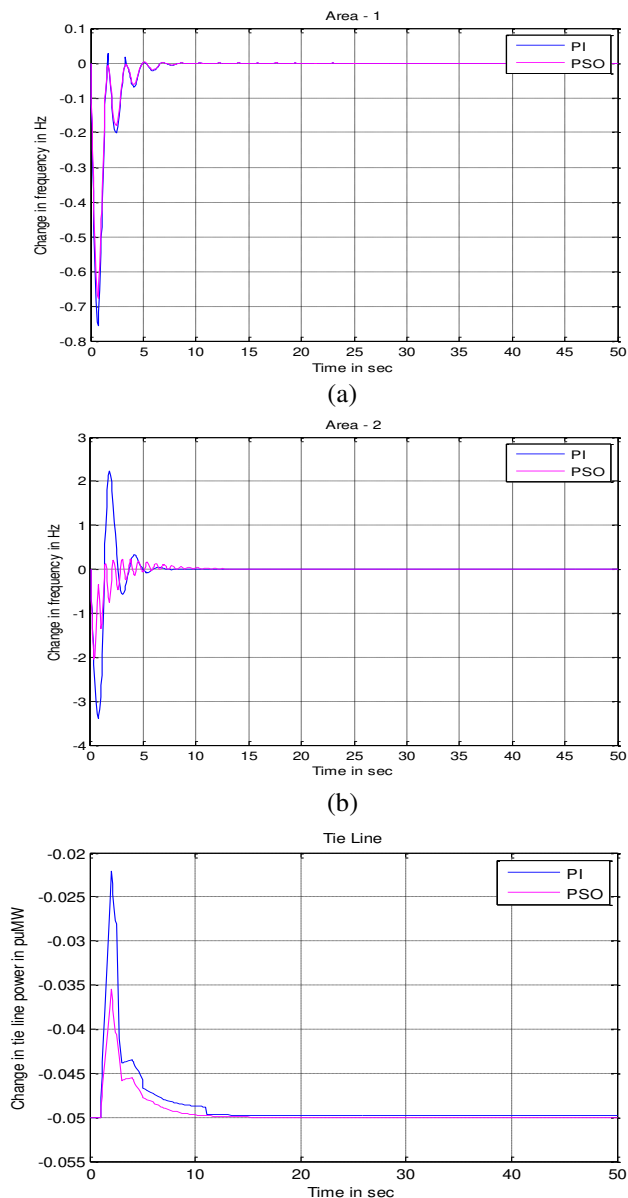 Area - 1
0.1
0
-0.1
-0.2
-0.3
-0.4
-0.5
-0.6
-0.7
-0.8
Change in frequency in Hz
PI
PSO
0 5 10 15 20 25 30 35 40 45 50
Time in sec
(a)
Area - 2
3
2
1
0
-1
-2
-3
-4
Change in frequency in Hz
PI
PSO
0 5 10 15 20 25 30 35 40 45 50
Time in sec
(b)
Tie Line
-0.02
-0.025
-0.03
-0.035
-0.04
-0.045
-0.05
-0.055
Change in tie line power in puMW
PI
PSO
0 10 20 30 40 50
Time in sec